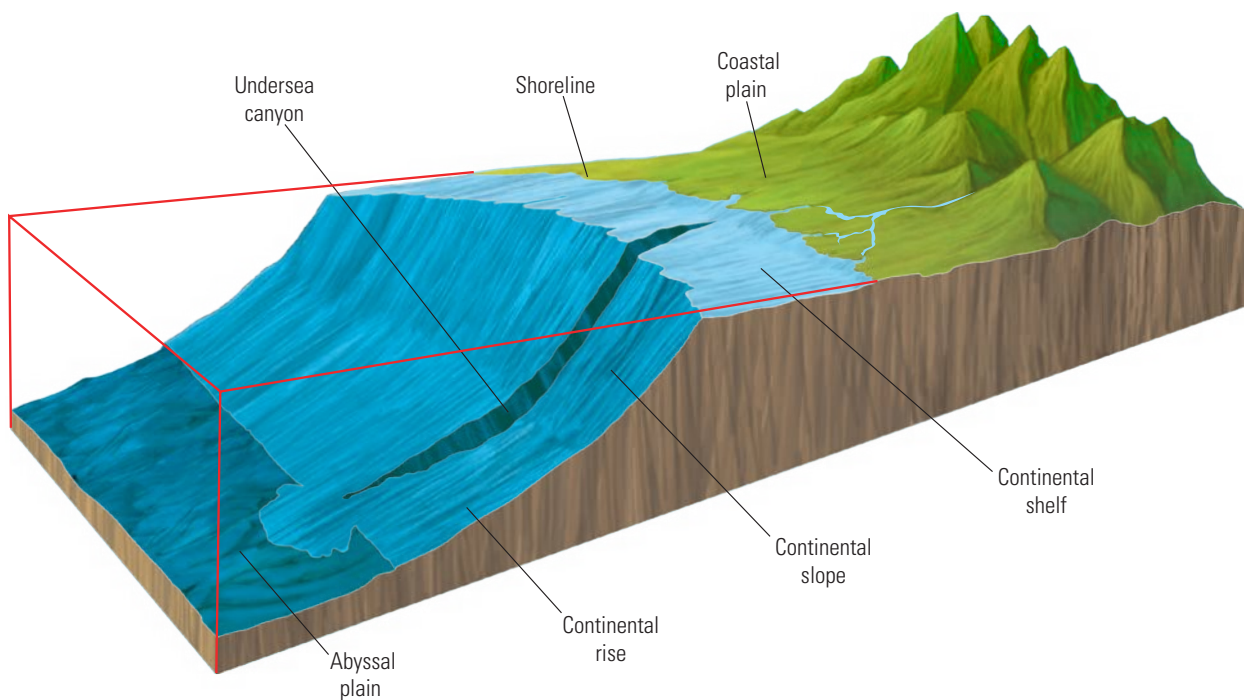 Undersea
canyon
Shoreline
Coastal
plain
Continental
shelf
Continental
slope
Continental
rise
Abyssal
plain